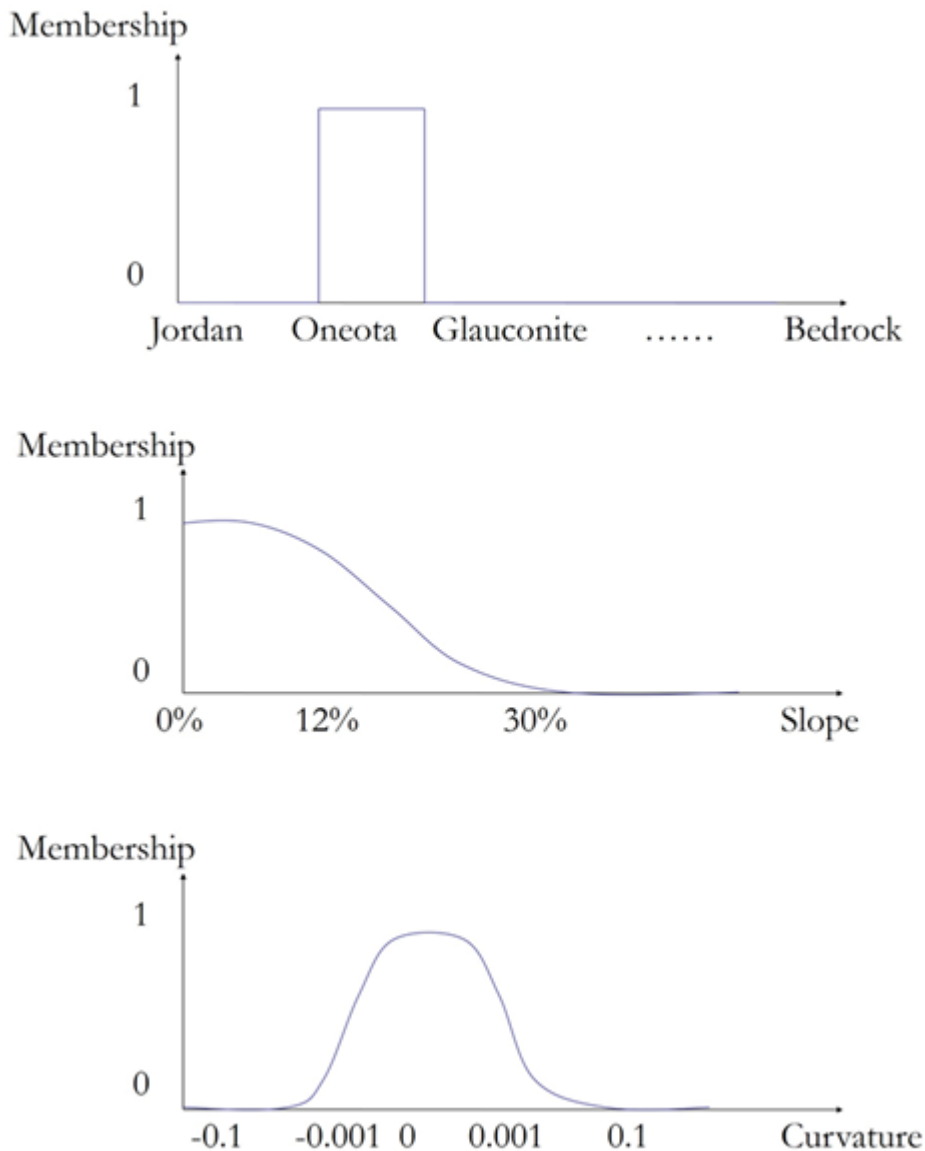 Membership
1
0
Jordan Oneota Glauconite ...... Bedrock
Membership
1
0
0% 12% 30% Slope
Membership
1
0
-0.1 -0.001 0 0.001 0.1 Curvature